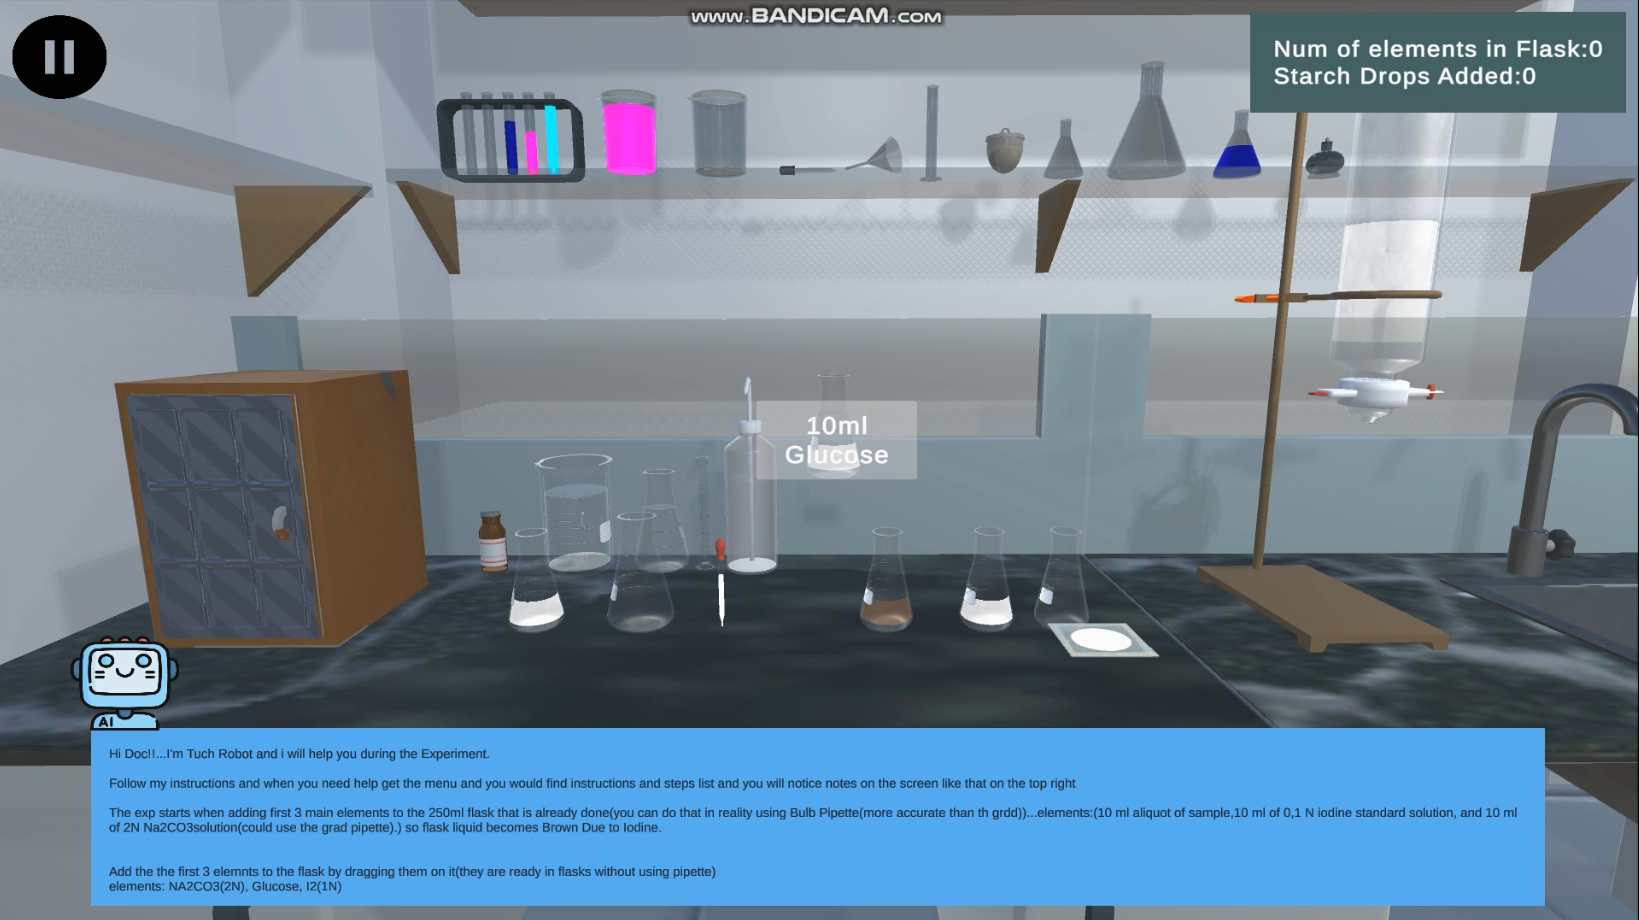 www.BANDICAM.com
Num of elements in Flask:0
Starch Drops Added:0
10ml
Glucose
AI
Hi Doc!!...I'm Tuch Robot and i will help you during the Experiment.
Follow my instructions and when you need help get the menu and you would find instructions and steps list and you will notice notes on the screen like that on the top right
The exp starts when adding first 3 main elements to the 250ml flask that is already done(you can do that in reality using Bulb Pipette(more accurate than th grdd))...elements:(10 ml aliquot of sample,10 ml of 0,1 N iodine standard solution, and 10 ml
of 2N Na2CO3solution(could use the grad pipette).) so flask liquid becomes Brown Due to Iodine.
Add the the first 3 elemnts to the flask by dragging them on it(they are ready in flasks without using pipette)
elements: NA2CO3(2N), Glucose, I2(1N)